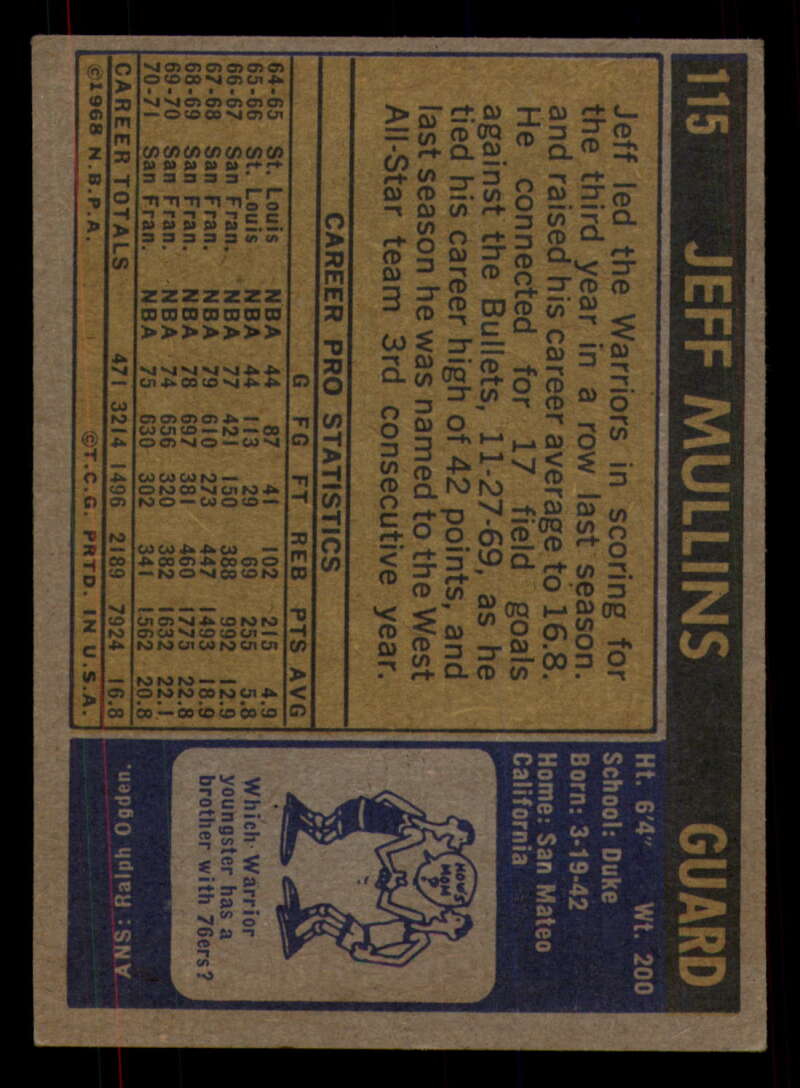 115 JEFF MULLINS GUARD
Jeff led the Warriors in scoring for
the third year in a row last season.
and raised his career average to 16.8.
He connected for 17 field goals
against the Bullets, 11-27-69, as he
tied his career high of 42 points, and
last season he was named to the West
All-Star team 3rd consecutive year.
CAREER PRO STATISTICS
G FG FT REB PTS AVG
64-65 St. Louis NBA 44 87 41 102 215 4.9
65-66 St. Louis NBA 44 113 29 69 255 5.8
66-67 San Fran. NBA 77 421 150 388 992 12.9
67-68 San Fran. NBA 79 610 273 447 1493 18.9
68-69 San Fran. NBA 78 697 381 460 1775 22.8
69-70 San Fran. NBA 74 656 320 382 1632 22.1
70-71 San Fran. NBA 75 630 302 341 1562 20.8
CAREER TOTALS 471 3214 1496 2189 7924 16.8
©1968 N.B.P.A. ©T.C.G. PRTD. IN U.S.A.
Ht. 6'4" Wt. 200
School: Duke
Born: 3-19-42
Home: San Mateo
California
HOW'S
MOM
?
Which Warrior
youngster has a
brother with 76ers?
ANS: Ralph Ogden.